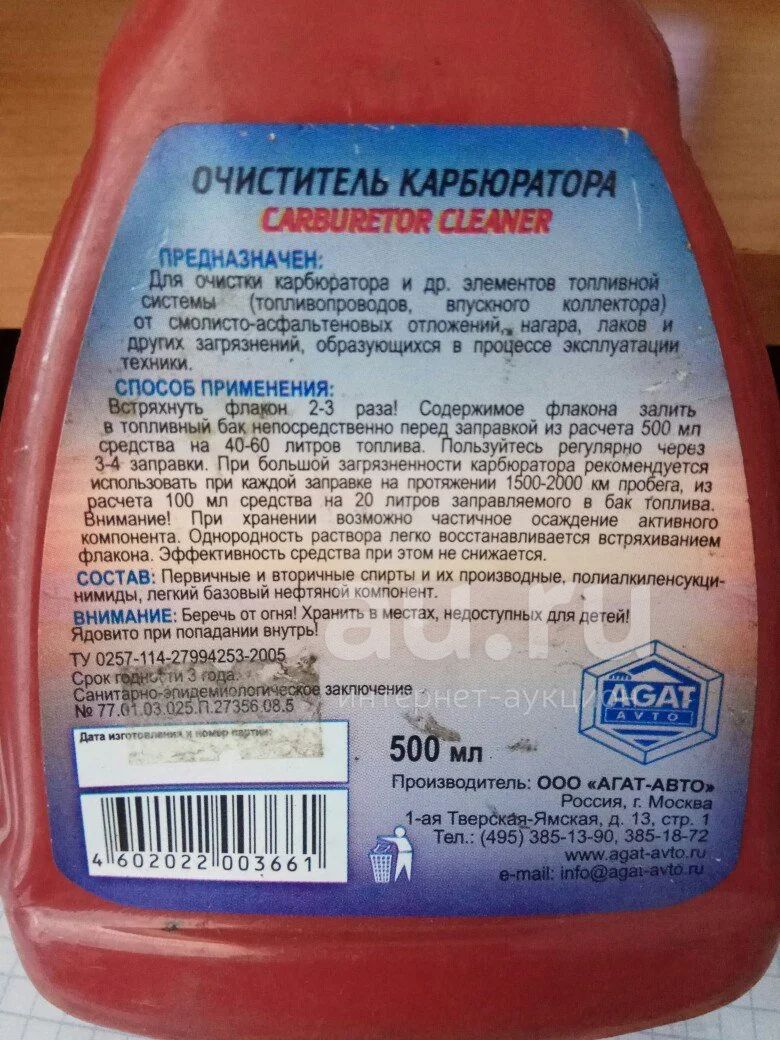 ОЧИСТИТЕЛЬ КАРБЮРАТОРА
CARBURETOR CLEANER
ПРЕДНАЗНАЧЕН:
Для очистки карбюратора и др. элементов топливной
системы (топливопроводов, впускного коллектора)
от смолисто-асфальтеновых отложений, нагара, лаков и
других загрязнений, образующихся в процессе эксплуатации
техники.
СПОСОБ ПРИМЕНЕНИЯ:
Встряхнуть флакон 2-3 раза! Содержимое флакона залить
в топливный бак непосредственно перед заправкой из расчета 500 мл
средства на 40-60 литров топлива. Пользуйтесь регулярно через
3-4 заправки. При большой загрязненности карбюратора рекомендуется
использовать при каждой заправке на протяжении 1500-2000 км пробега, из
расчета 100 мл средства на 20 литров заправляемого в бак топлива.
Внимание! При хранении возможно частичное осаждение активного
компонента. Однородность раствора легко восстанавливается встряхиванием
флакона. Эффективность средства при этом не снижается.
СОСТАВ: Первичные и вторичные спирты и их производные, полиалкиленсукци-
нимиды, легкий базовый нефтяной компонент.
ВНИМАНИЕ: Беречь от огня! Хранить в местах, недоступных для детей!
Ядовито при попадании внутрь!
ТУ 0257-114-27994253-2005
Срок годности 3 года.
Санитарно-эпидемиологическое заключение
№ 77.01.03.025.П.27356.08.5
Дата изготовления и номер партии:
4 602022 003661
500 мл
АGАТ
AVTO
Производитель: ООО «АГАТ-АВТО»
Россия, г. Москва
1-ая Тверская-Ямская, д. 13, стр. 1
Тел.: (495) 385-13-90, 385-18-72
www.agat-avto.ru
e-mail: info@agat-avto.ru
au.ru
интернет-аукцион